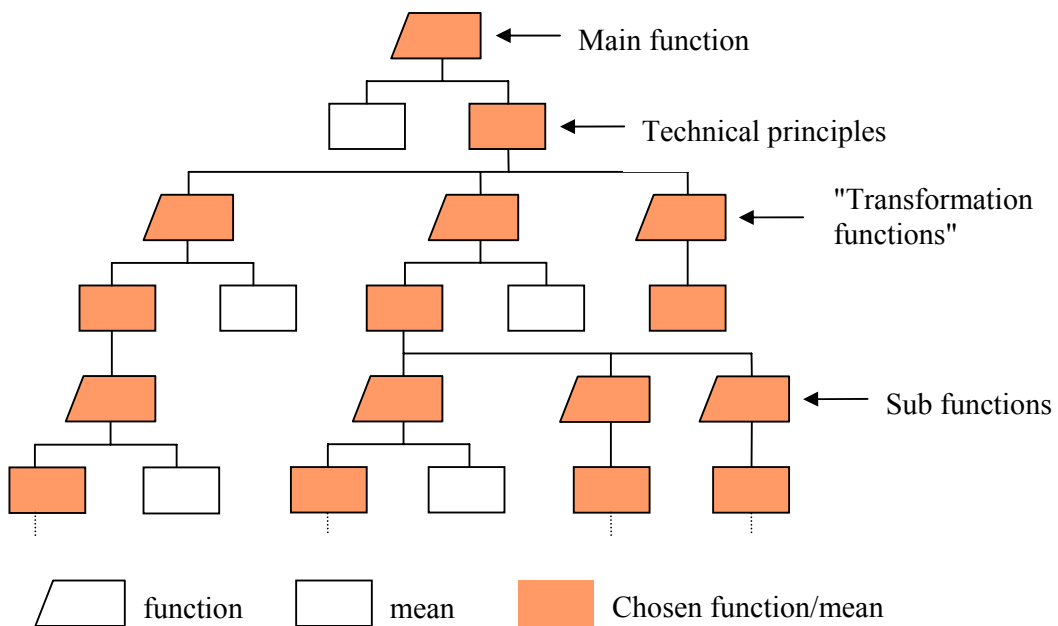 Main function
Technical principles
"Transformation
functions"
Sub functions
function
mean
Chosen function/mean